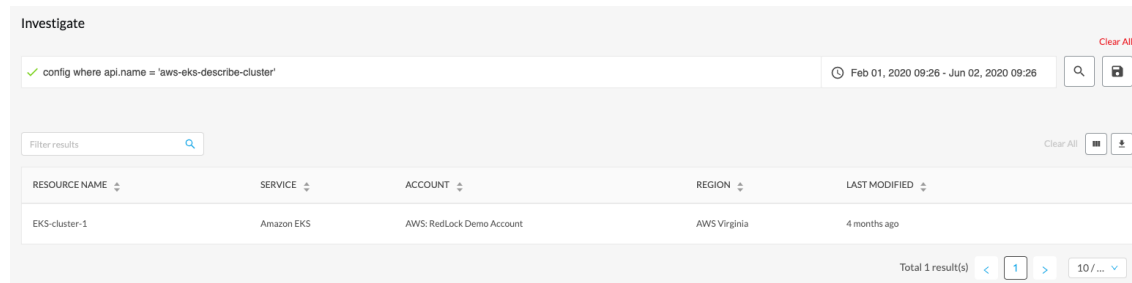 Investigate
Clear All
config where api.name = 'aws-eks-describe-cluster' Feb 01, 2020 09:26 - Jun 02, 2020 09:26
Filter results Clear All
RESOURCE NAME SERVICE ACCOUNT REGION LAST MODIFIED
EKS-cluster-1 Amazon EKS AWS: RedLock Demo Account AWS Virginia 4 months ago
Total 1 result(s) < 1 > 10 / ...